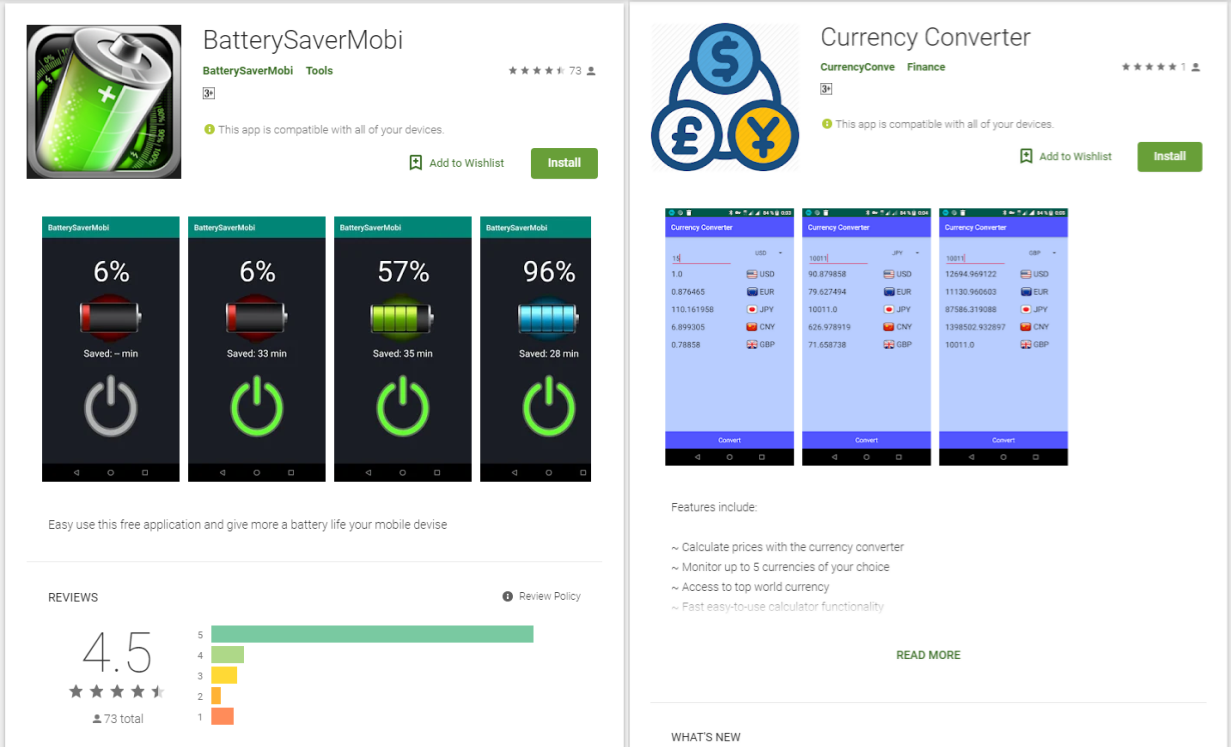 BatterySaverMobi
BatterySaverMobi Tools
73
3+
This app is compatible with all of your devices.
Add to Wishlist
Install
BatterySaverMobi
6%
Saved: -- min
BatterySaverMobi
6%
Saved: 33 min
BatterySaverMobi
57%
Saved: 35 min
BatterySaverMobi
96%
Saved: 28 min
Easy use this free application and give more a battery life your mobile devise
REVIEWS
Review Policy
4.5
73 total
5
4
3
2
1
Currency Converter
CurrencyConve Finance
1
3+
This app is compatible with all of your devices.
Add to Wishlist
Install
84% 0:03
Currency Converter
15 USD
1.0 USD
0.876465 EUR
110.161958 JPY
6.899305 CNY
0.78858 GBP
Convert
84% 0:04
Currency Converter
10011 JPY
90.879858 USD
79.627494 EUR
10011.0 JPY
626.978919 CNY
71.658738 GBP
Convert
84% 0:05
Currency Converter
10011 GBP
12694.969122 USD
11130.960603 EUR
87586.319088 JPY
1398502.932897 CNY
10011.0 GBP
Convert
Features include:
~ Calculate prices with the currency converter
~ Monitor up to 5 currencies of your choice
~ Access to top world currency
~ Fast easy-to-use calculator functionality
READ MORE
WHAT'S NEW